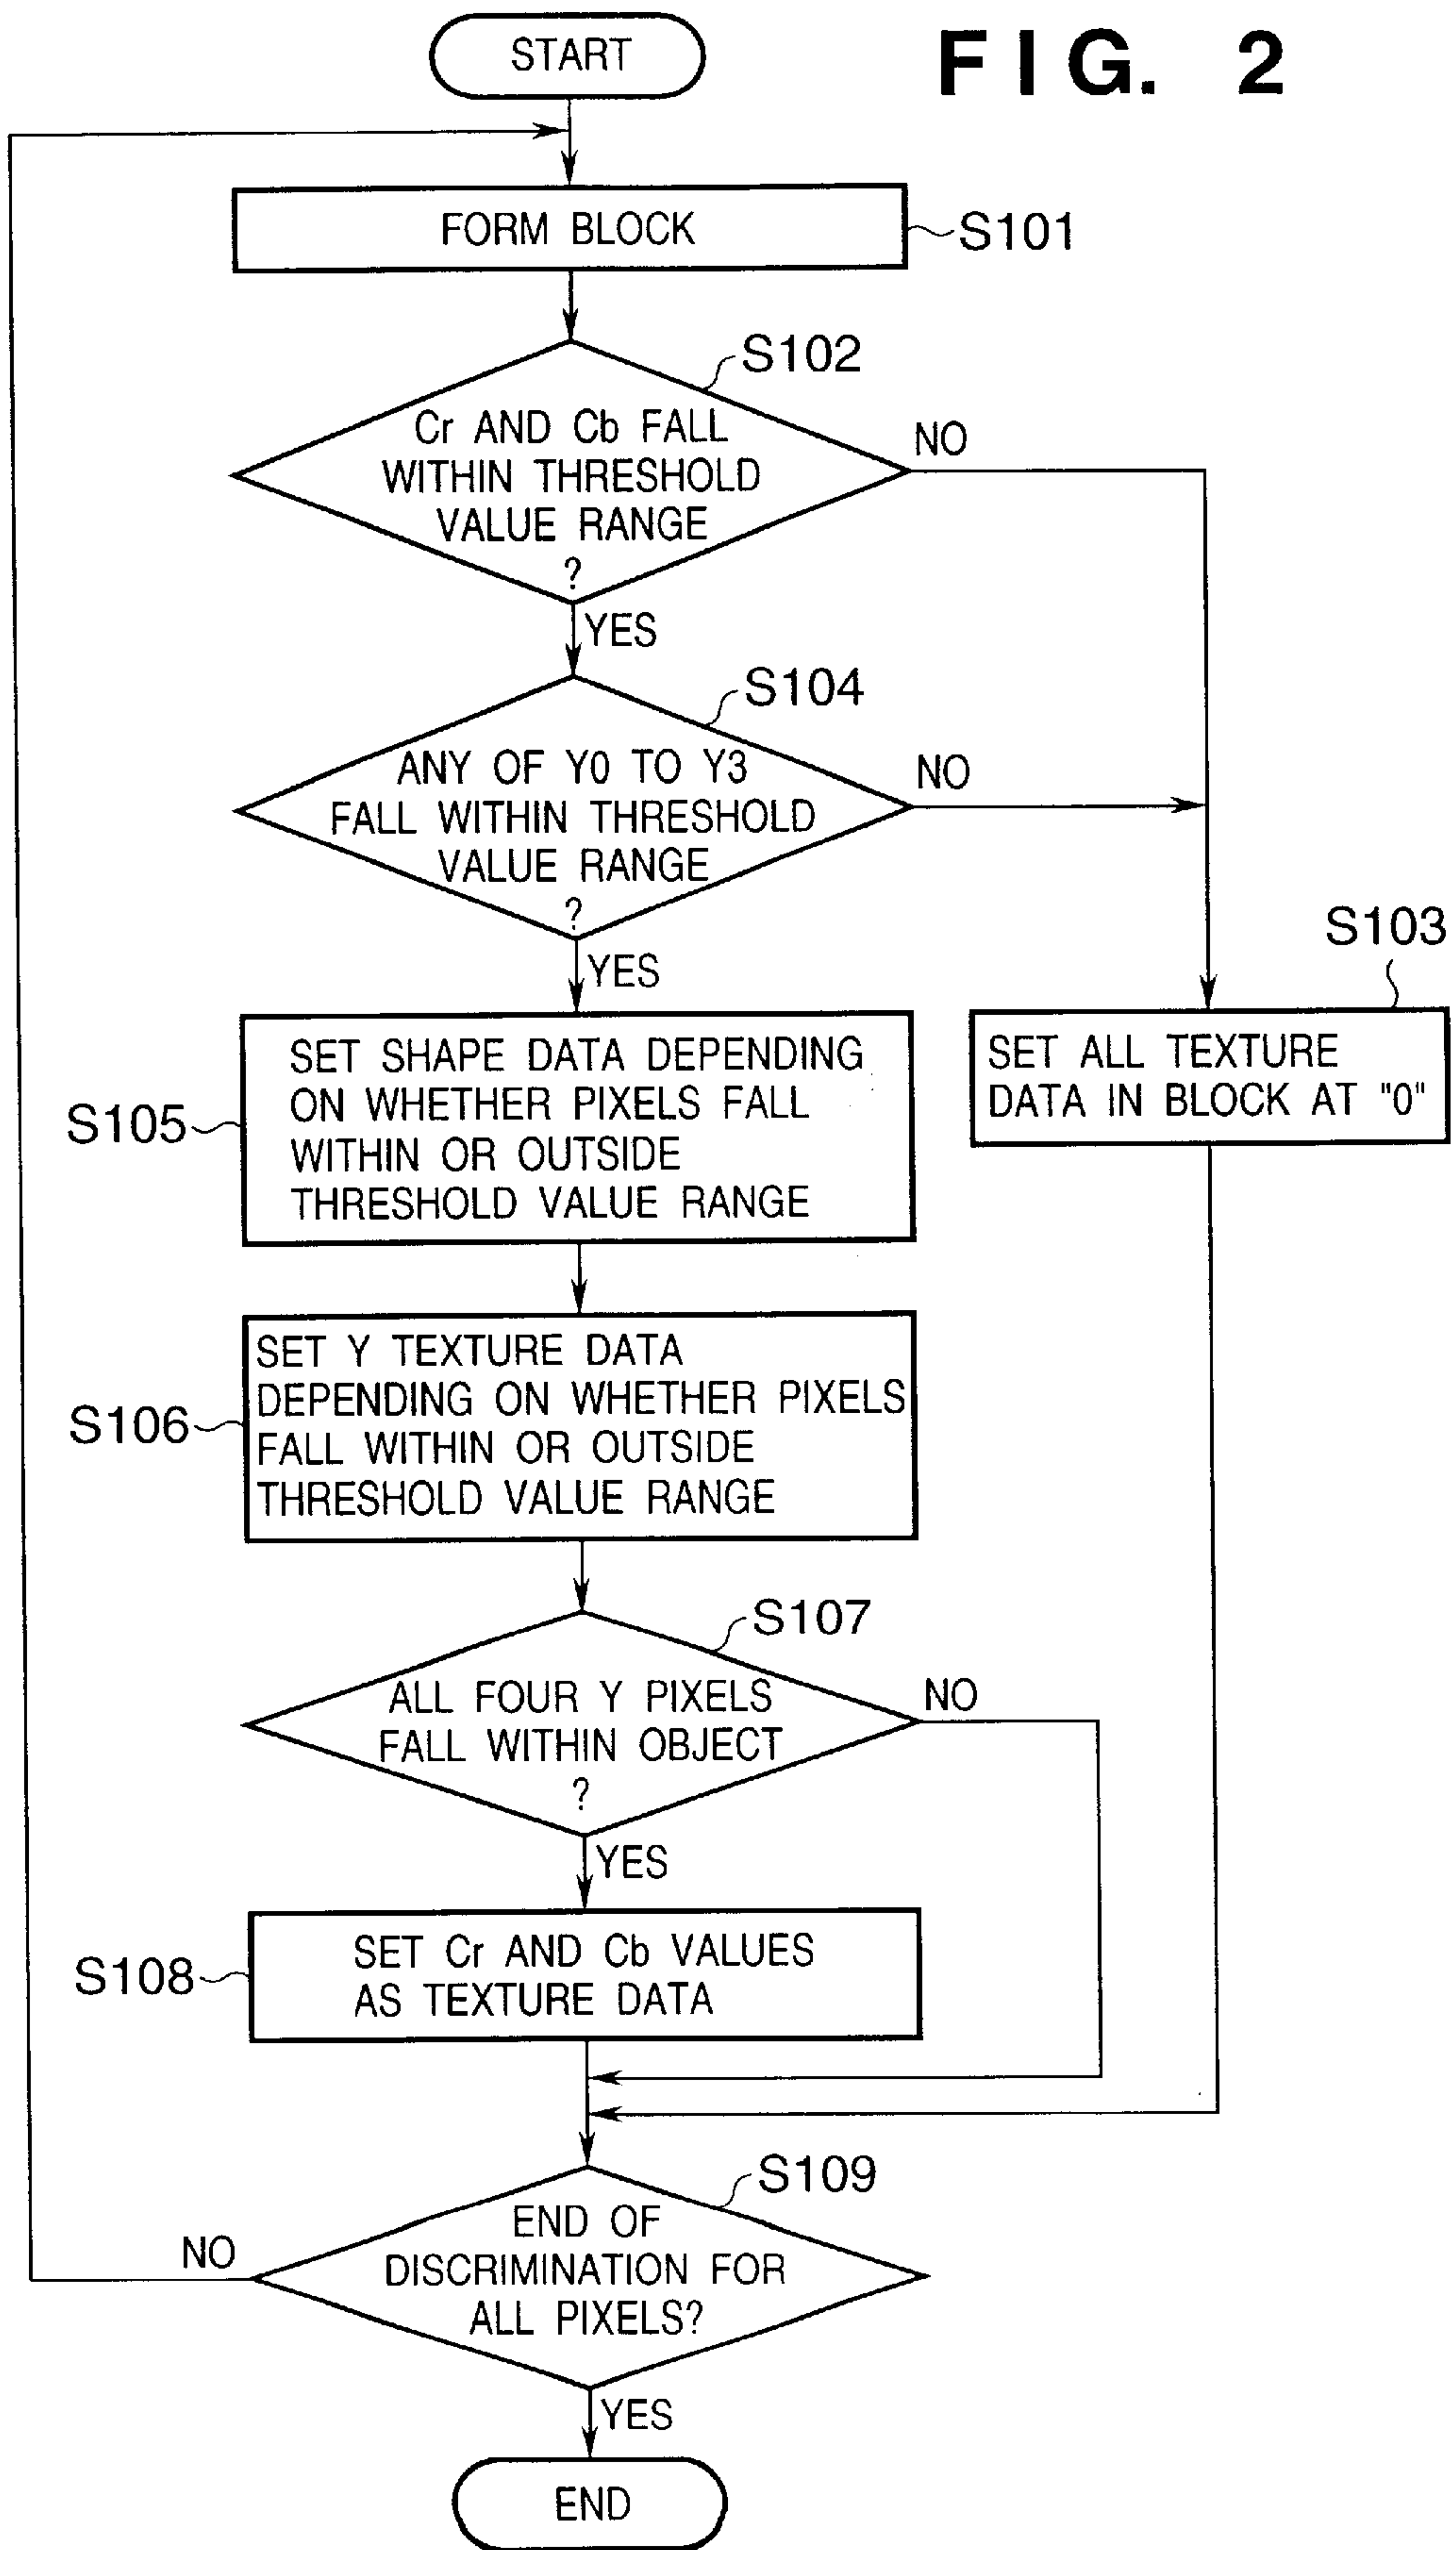 START
FIG. 2
FORM BLOCK
S101
S102
Cr AND Cb FALL
WITHIN THRESHOLD
VALUE RANGE
?
NO
YES
S104
ANY OF Y0 TO Y3
FALL WITHIN THRESHOLD
VALUE RANGE
?
NO
YES
S103
SET ALL TEXTURE
DATA IN BLOCK AT "0"
S105
SET SHAPE DATA DEPENDING
ON WHETHER PIXELS FALL
WITHIN OR OUTSIDE
THRESHOLD VALUE RANGE
S106
SET Y TEXTURE DATA
DEPENDING ON WHETHER PIXELS
FALL WITHIN OR OUTSIDE
THRESHOLD VALUE RANGE
S107
ALL FOUR Y PIXELS
FALL WITHIN OBJECT
?
NO
YES
S108
SET Cr AND Cb VALUES
AS TEXTURE DATA
S109
END OF
DISCRIMINATION FOR
ALL PIXELS?
NO
YES
END